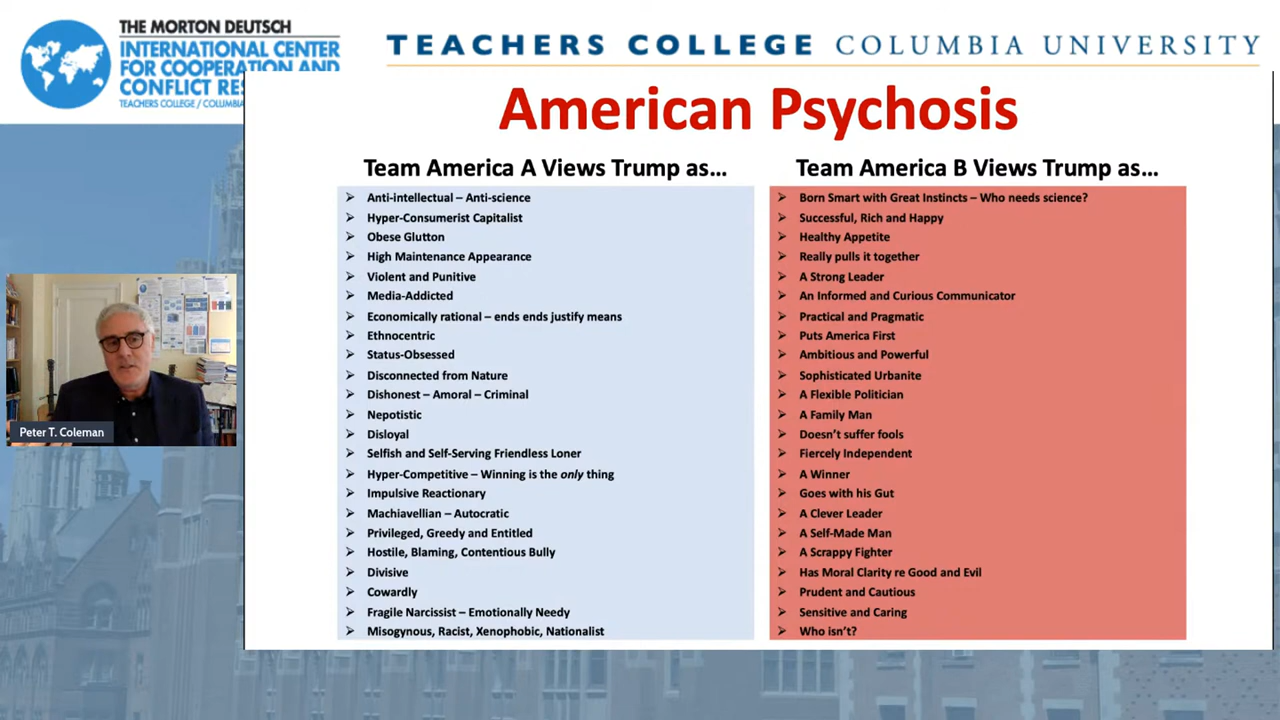 THE MORTON DEUTSCH
INTERNATIONAL CENTER
FOR COOPERATION AND
CONFLICT RES
TEACHERS COLLEGE / COLUMBIA
TEACHERS COLLEGE COLUMBIA UNIVERSITY
American Psychosis
Team America A Views Trump as…
Anti-intellectual – Anti-science
Hyper-Consumerist Capitalist
Obese Glutton
High Maintenance Appearance
Violent and Punitive
Media-Addicted
Economically rational – ends ends justify means
Ethnocentric
Status-Obsessed
Disconnected from Nature
Dishonest – Amoral – Criminal
Nepotistic
Disloyal
Selfish and Self-Serving Friendless Loner
Hyper-Competitive – Winning is the only thing
Impulsive Reactionary
Machiavellian – Autocratic
Privileged, Greedy and Entitled
Hostile, Blaming, Contentious Bully
Divisive
Cowardly
Fragile Narcissist – Emotionally Needy
Misogynous, Racist, Xenophobic, Nationalist
Team America B Views Trump as…
Born Smart with Great Instincts – Who needs science?
Successful, Rich and Happy
Healthy Appetite
Really pulls it together
A Strong Leader
An Informed and Curious Communicator
Practical and Pragmatic
Puts America First
Ambitious and Powerful
Sophisticated Urbanite
A Flexible Politician
A Family Man
Doesn't suffer fools
Fiercely Independent
A Winner
Goes with his Gut
A Clever Leader
A Self-Made Man
A Scrappy Fighter
Has Moral Clarity re Good and Evil
Prudent and Cautious
Sensitive and Caring
Who isn't?
Peter T. Coleman